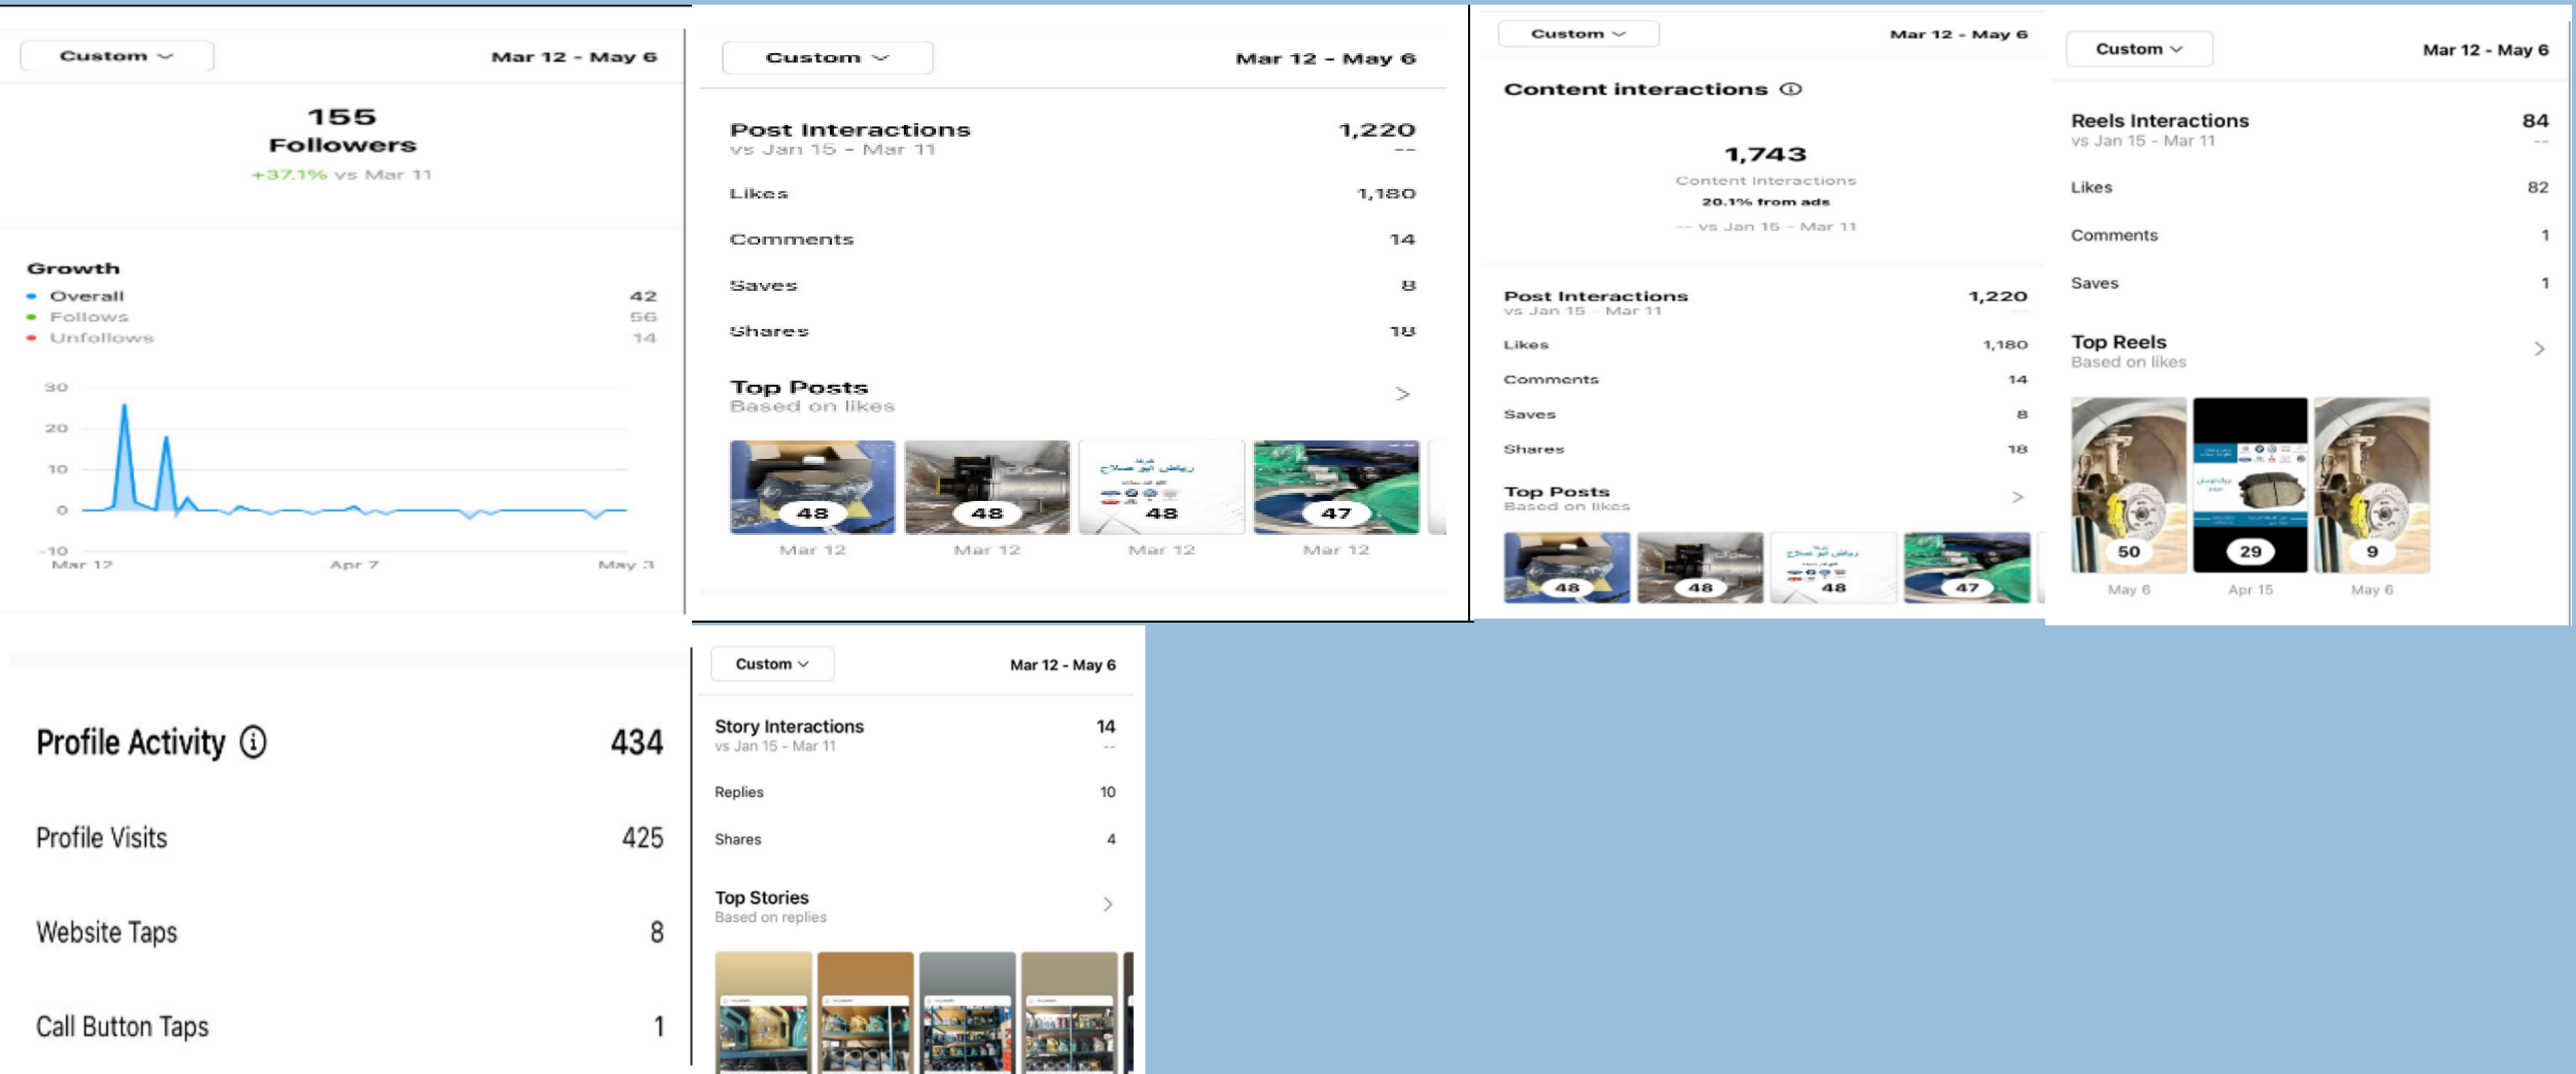 Custom
Mar 12 - May 6
155
Followers
+37.1% vs Mar 11
Growth
Overall 42
Follows 56
Unfollows 14
30
20
10
0
-10
Mar 12 Apr 7 May 3
Custom
Mar 12 - May 6
Post Interactions 1,220
vs Jan 15 - Mar 11 --
Likes 1,180
Comments 14
Saves 8
Shares 18
Top Posts
Based on likes
رياض ابو صلاح
48 48 48 47
Mar 12 Mar 12 Mar 12 Mar 12
Custom
Mar 12 - May 6
Content interactions
1,743
Content Interactions
20.1% from ads
-- vs Jan 15 - Mar 11
Post Interactions 1,220
vs Jan 15 - Mar 11 --
Likes 1,180
Comments 14
Saves 8
Shares 18
Top Posts
Based on likes
رياض ابو صلاح
48 48 48 47
Custom
Mar 12 - May 6
Reels Interactions 84
vs Jan 15 - Mar 11 --
Likes 82
Comments 1
Saves 1
Top Reels
Based on likes
50 29 9
May 6 Apr 15 May 6
Profile Activity 434
Profile Visits 425
Website Taps 8
Call Button Taps 1
Custom
Mar 12 - May 6
Story Interactions 14
vs Jan 15 - Mar 11 --
Replies 10
Shares 4
Top Stories
Based on replies